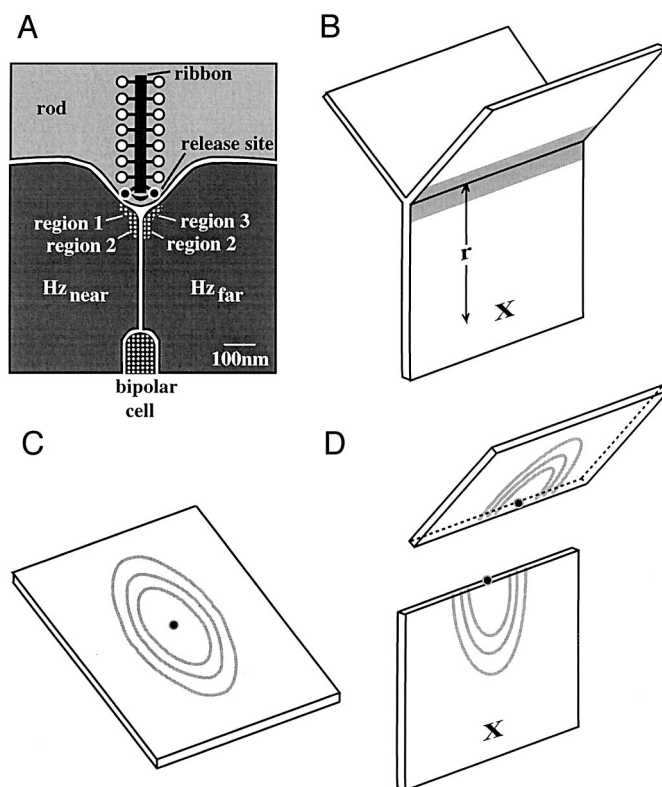 A
ribbon
rod
release site
region 1
region 3
region 2
region 2
Hz near
Hz far
100nm
bipolar
cell
B
r
X
C
D
X